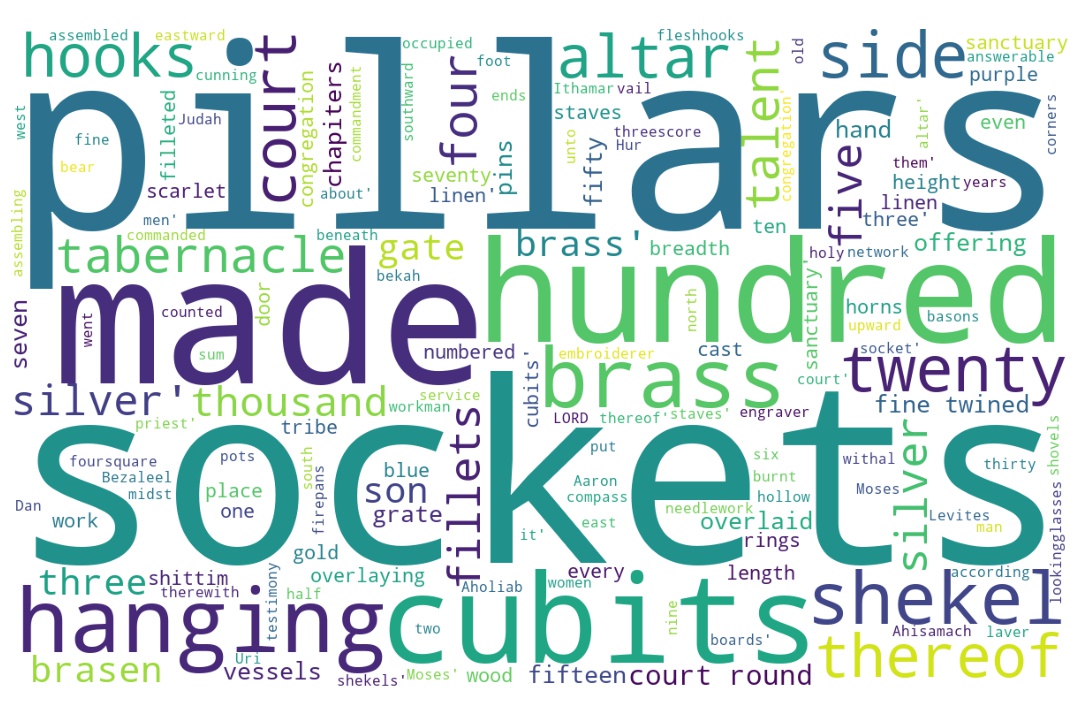 pillars
sockets
made
hundred
hanging
cubits
brass
shekel
thereof
twenty
side
altar
hooks
court
four
talent
five
tabernacle
gate
brass'
silver'
thousand
fillets
silver
three
son
brasen
fifteen
court round
fine twined
overlaid
offering
assembled
eastward
cunning
occupied
foot
fleshhooks
old
sanctuary
answerable
purple
west
fine
bear
filleted
Judah
scarlet
congregation
chapiters
commandment
southward
about'
ends
seventy
linen'
pins
Ithamar
vail
staves
unto
fifty
threescore
Hur
congregation'
hand
altar'
even
corners
them'
height
years
linen
three'
ten
men'
commanded
assembling
beneath
bekah
breadth
holy
network
seven
went
counted
sum
door
numbered
cubits'
embroiderer
north
cast
sanctuary'
horns
basons
upward
socket'
court'
priest'
tribe
workman
service
LORD
thereof'
staves'
engraver
foursquare
Bezaleel
midst
pots
place
one
south
firepans
blue
grate
put
Aaron
compass
east
it'
six
burnt
hollow
needlework
rings
withal
Moses
thirty
Levites
man
shovels
lookingglasses
Dan
work
gold
overlaying
shittim
therewith
half
testimony
Aholiab
women
every
length
according
two
nine
boards'
Ahisamach
laver
Uri
vessels
shekels'
Moses'
wood